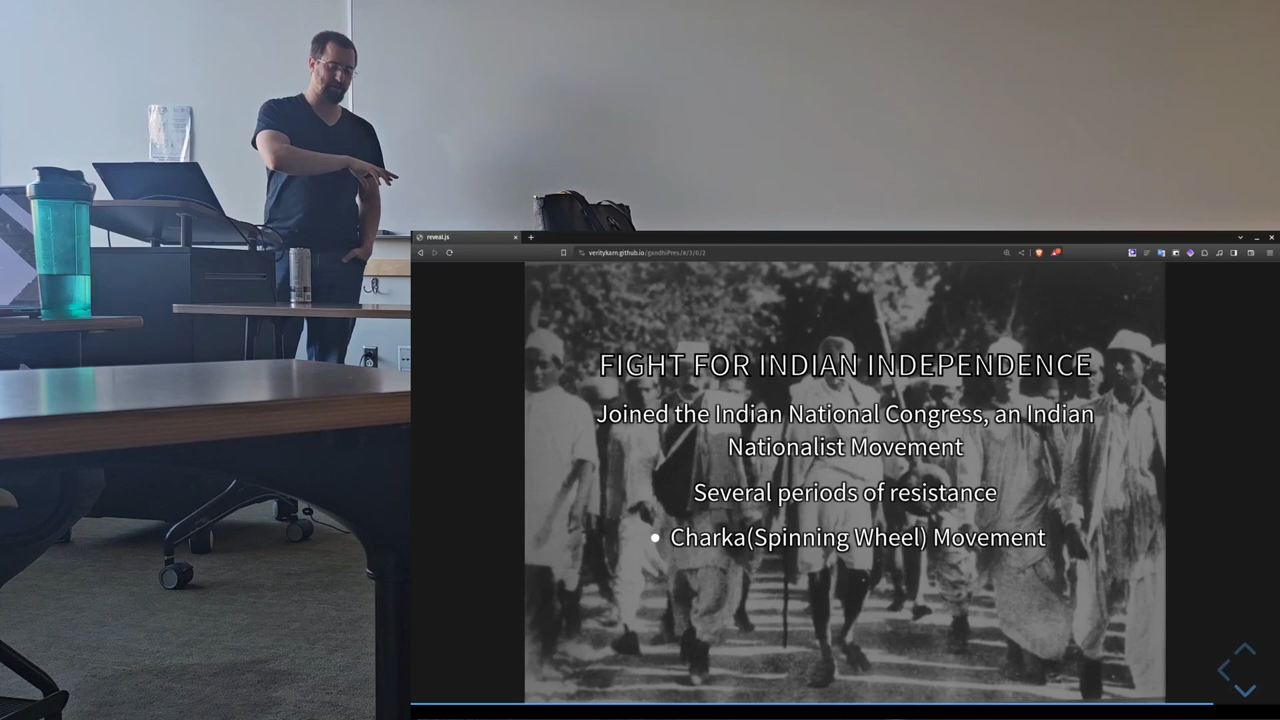 reveal.js
veritykarn.github.io/gandhiPres/#/3/0/2
FIGHT FOR INDIAN INDEPENDENCE
Joined the Indian National Congress, an Indian
Nationalist Movement
Several periods of resistance
Charka(Spinning Wheel) Movement